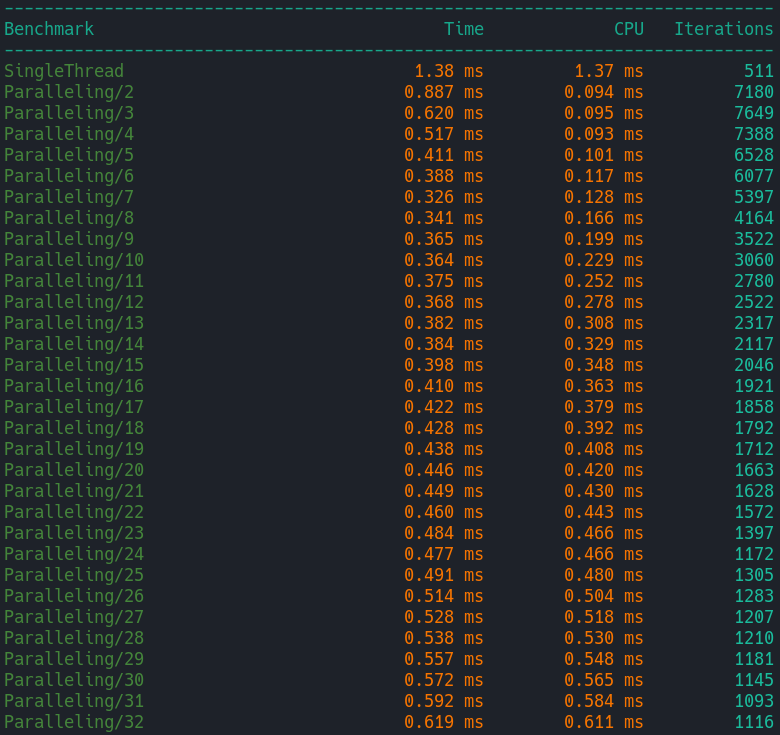 -----------------------------------------------------------------------------
Benchmark                                   Time             CPU   Iterations
-----------------------------------------------------------------------------
SingleThread                             1.38 ms         1.37 ms          511
Paralleling/2                           0.887 ms        0.094 ms         7180
Paralleling/3                           0.620 ms        0.095 ms         7649
Paralleling/4                           0.517 ms        0.093 ms         7388
Paralleling/5                           0.411 ms        0.101 ms         6528
Paralleling/6                           0.388 ms        0.117 ms         6077
Paralleling/7                           0.326 ms        0.128 ms         5397
Paralleling/8                           0.341 ms        0.166 ms         4164
Paralleling/9                           0.365 ms        0.199 ms         3522
Paralleling/10                          0.364 ms        0.229 ms         3060
Paralleling/11                          0.375 ms        0.252 ms         2780
Paralleling/12                          0.368 ms        0.278 ms         2522
Paralleling/13                          0.382 ms        0.308 ms         2317
Paralleling/14                          0.384 ms        0.329 ms         2117
Paralleling/15                          0.398 ms        0.348 ms         2046
Paralleling/16                          0.410 ms        0.363 ms         1921
Paralleling/17                          0.422 ms        0.379 ms         1858
Paralleling/18                          0.428 ms        0.392 ms         1792
Paralleling/19                          0.438 ms        0.408 ms         1712
Paralleling/20                          0.446 ms        0.420 ms         1663
Paralleling/21                          0.449 ms        0.430 ms         1628
Paralleling/22                          0.460 ms        0.443 ms         1572
Paralleling/23                          0.484 ms        0.466 ms         1397
Paralleling/24                          0.477 ms        0.466 ms         1172
Paralleling/25                          0.491 ms        0.480 ms         1305
Paralleling/26                          0.514 ms        0.504 ms         1283
Paralleling/27                          0.528 ms        0.518 ms         1207
Paralleling/28                          0.538 ms        0.530 ms         1210
Paralleling/29                          0.557 ms        0.548 ms         1181
Paralleling/30                          0.572 ms        0.565 ms         1145
Paralleling/31                          0.592 ms        0.584 ms         1093
Paralleling/32                          0.619 ms        0.611 ms         1116